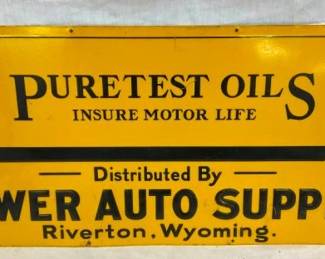 PURETEST OILS
INSURE MOTOR LIFE
Distributed By
WER AUTO SUPP
Riverton, Wyoming.